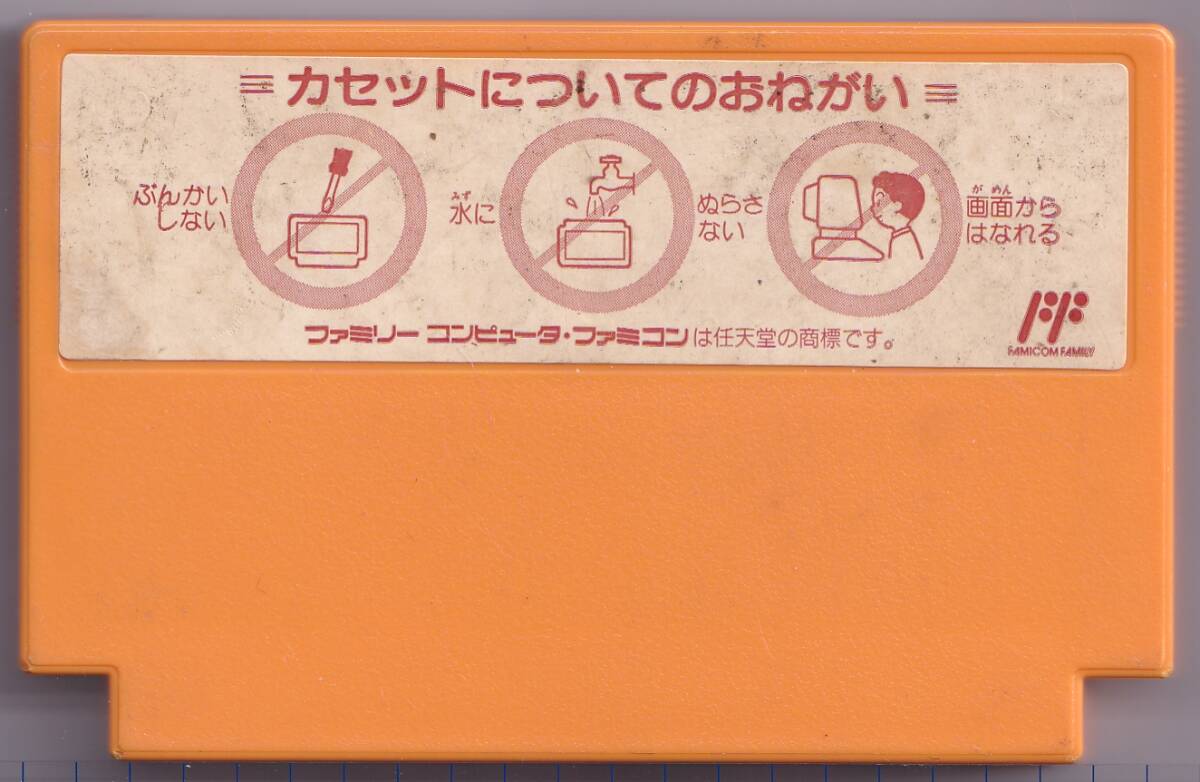 カセットについてのおねがい
ぶんかい
しない
みず
水に
ぬらさ
ない
が めん
画面から
はなれる
ファミリー コンピュータ・ファミコンは任天堂の商標です。
FAMICOM FAMILY